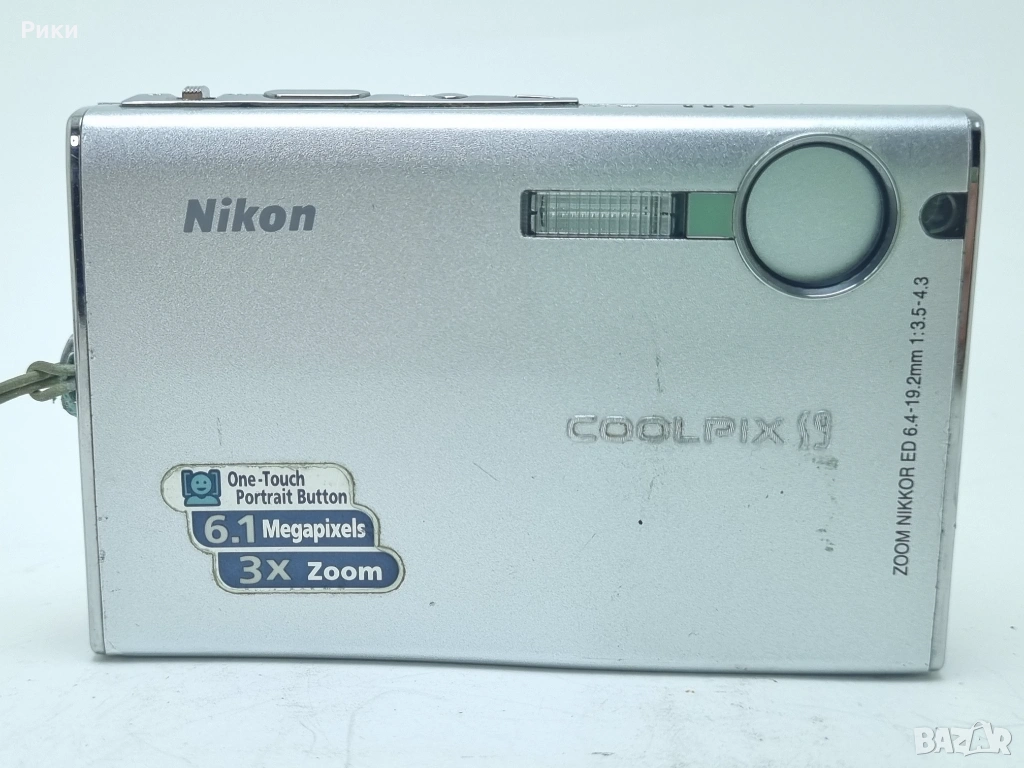 Рики
Nikon
COOLPIX S9
ZOOM NIKKOR ED 6.4-19.2mm 1:3.5-4.3
One-Touch
Portrait Button
6.1 Megapixels
3x Zoom
BAZAR